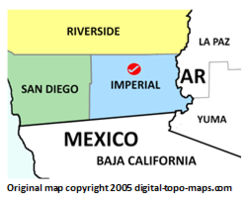 RIVERSIDE
LA PAZ
SAN DIEGO
IMPERIAL
AR
MEXICO
YUMA
BAJA CALIFORNIA
Original map copyright 2005 digital-topo-maps.com